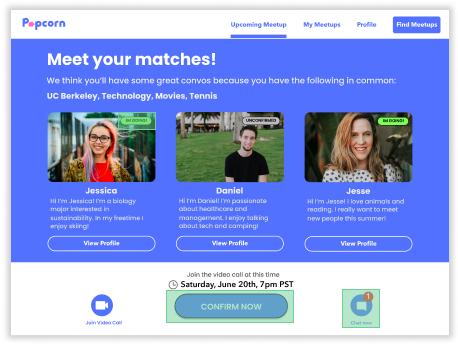 Popcorn
Upcoming Meetup My Meetups Profile Find Meetups
Meet your matches!
We think you'll have some great convos because you have the following in common:
UC Berkeley, Technology, Movies, Tennis
IM GOING!
UNCONFIRMED
IM GOING!
Jessica
Hi I'm Jessica! I'm a biology
major interested in
sustainability. In my freetime I
enjoy skiing!
View Profile
Daniel
Hi I'm Daniel! I'm passionate
about healthcare and
management. I enjoy talking
about tech and camping!
View Profile
Jesse
Hi I'm Jesse! I love animals and
reading. I really want to meet
new people this summer!
View Profile
Join the video call at this time
Saturday, June 20th, 7pm PST
Join Video Call
CONFIRM NOW
1
Chat now